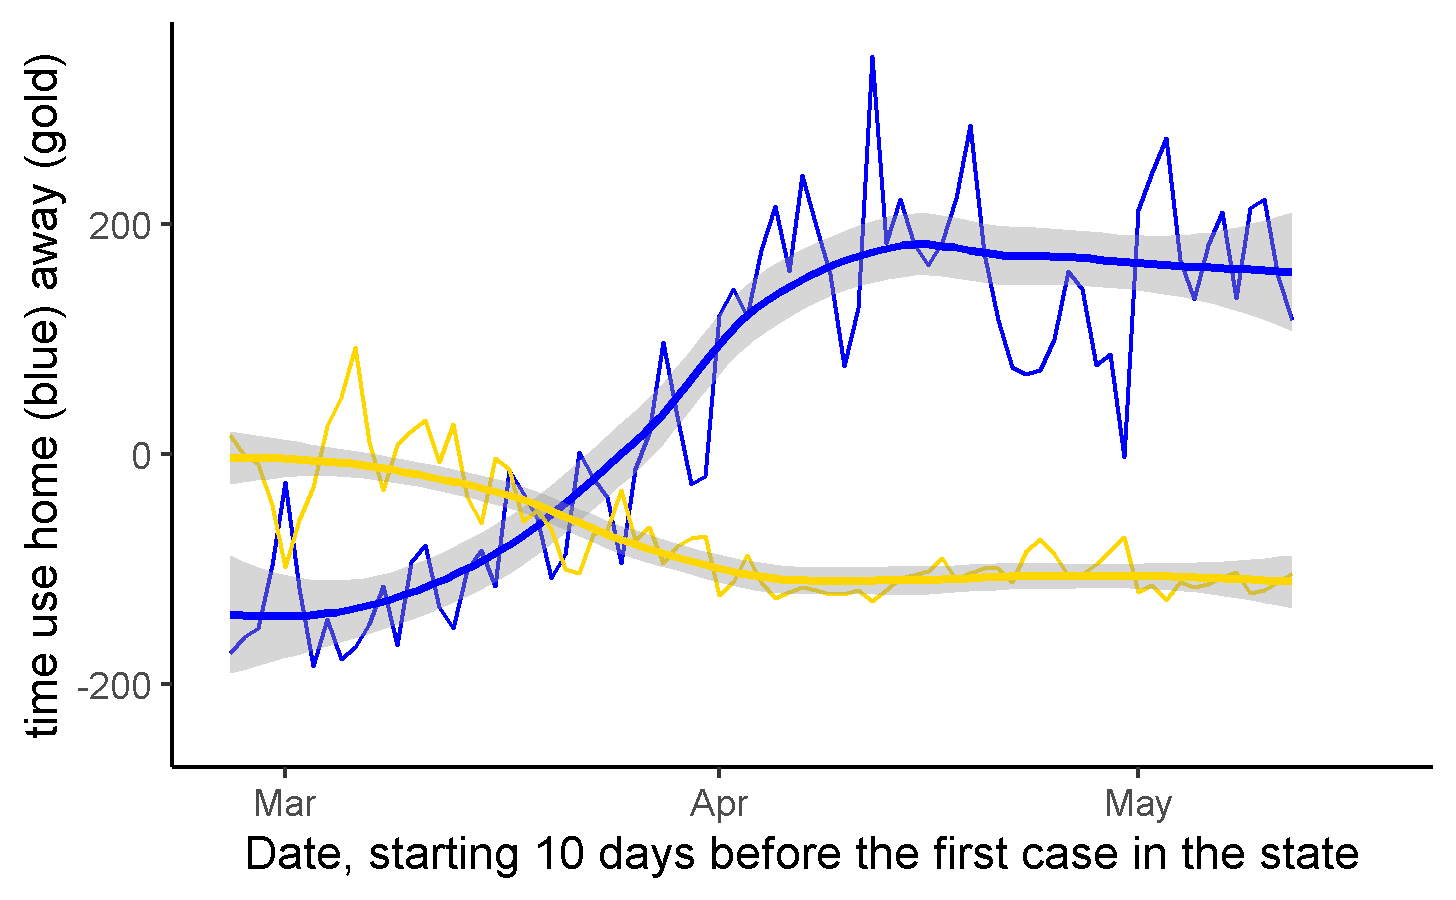 time use home (blue) away (gold)
200
0
-200
Mar
Apr
May
Date, starting 10 days before the first case in the state